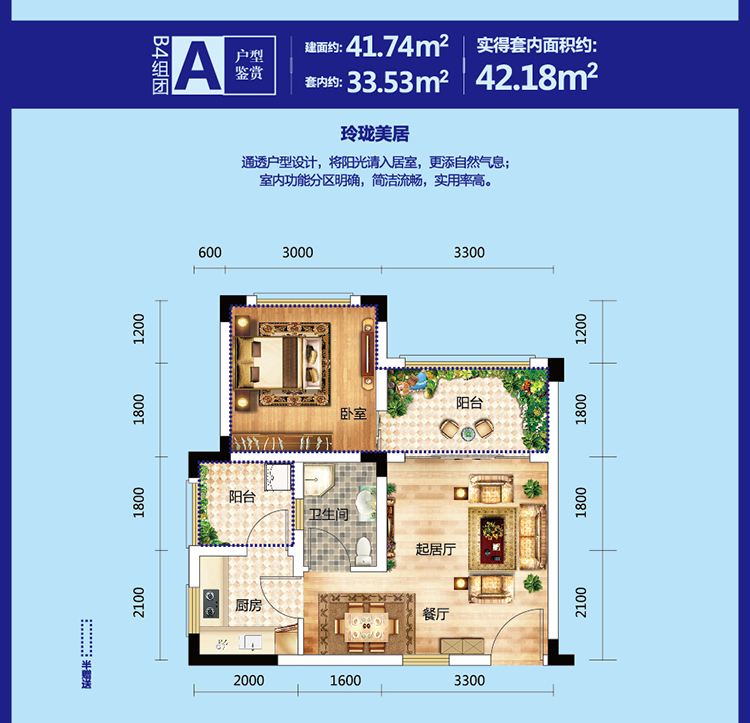 B4组团
A
户型
鉴赏
建面约: 41.74m²
套内约: 33.53m²
实得套内面积约:
42.18m²
玲珑美居
通透户型设计，将阳光请入居室，更添自然气息；
室内功能分区明确，简洁流畅，实用率高。
600 3000 3300
1200 1200
1800 1800
1800 1800
2100 2100
卧室
阳台
阳台
卫生间
起居厅
厨房
餐厅
半赠送
2000 1600 3300